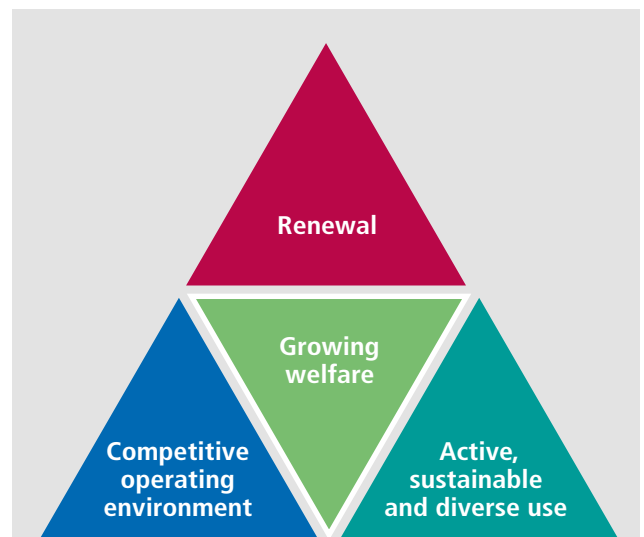 Renewal
Growing
welfare
Competitive
operating
environment
Active,
sustainable
and diverse use